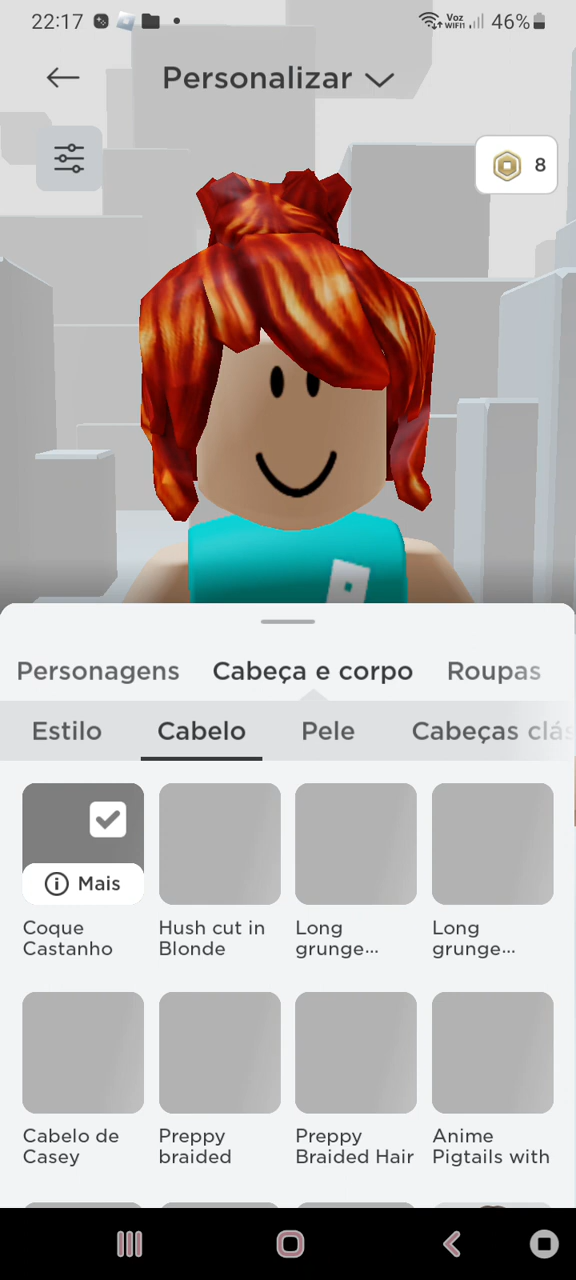 22:17
Voz
WIFI1
46%
Personalizar
8
Personagens Cabeça e corpo Roupas
Estilo Cabelo Pele Cabeças clás
Mais
Coque
Castanho
Hush cut in
Blonde
Long
grunge...
Long
grunge...
Cabelo de
Casey
Preppy
braided
Preppy
Braided Hair
Anime
Pigtails with